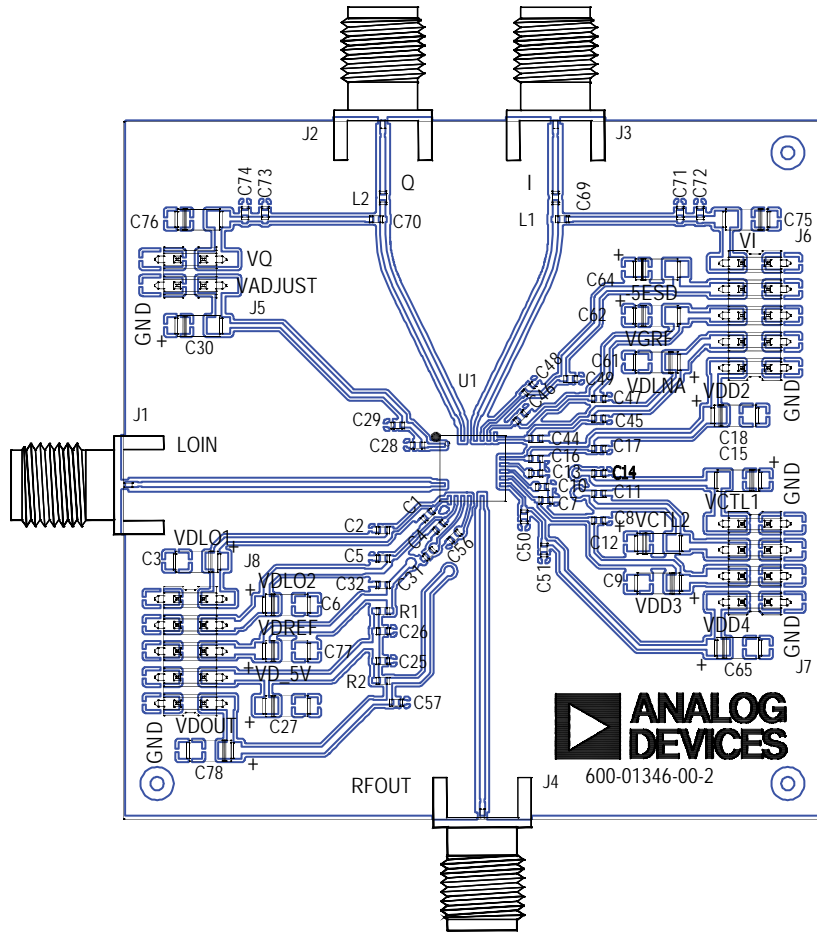 J2
J3
Q
I
C74
C73
L2
C70
C69
L1
C71
C72
C76
C75
VQ
VI
J6
VADJUST
J5
GND
C30
+
C64
+
-5ESD
C62
+
VGRF
C61
VDLNA
+
VDD2
GND
U1
C48
C49
C46
C47
C45
C29
C28
C44
C17
C18
C16
C15
C13
C14
C10
C11
C7
+
GND
J1
LOIN
VCTL1
C1
C2
C4
C50
C8
+
VCTL2
C12
C3
VDLO1
+
J8
C5
C56
C51
C31
VDLO2
+
C32
C6
C9
+
VDD3
R1
VDREF
C26
VDD4
GND
C77
C25
VD_5V
+
R2
C65
+
J7
C57
VDOUT
C27
+
GND
C78
+
ANALOG
DEVICES
600-01346-00-2
RFOUT
J4